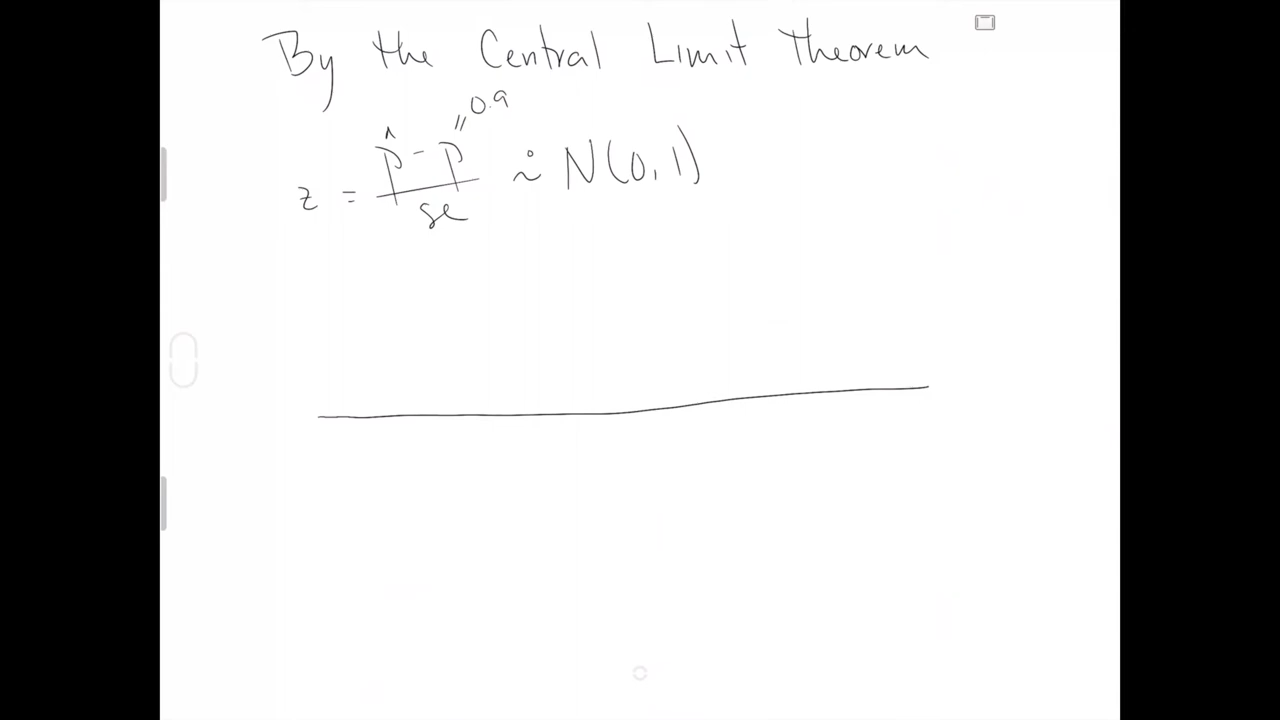 By the Central Limit Theorem
z = (p̂ - p) / se ~̇ N(0, 1)
= 0.9